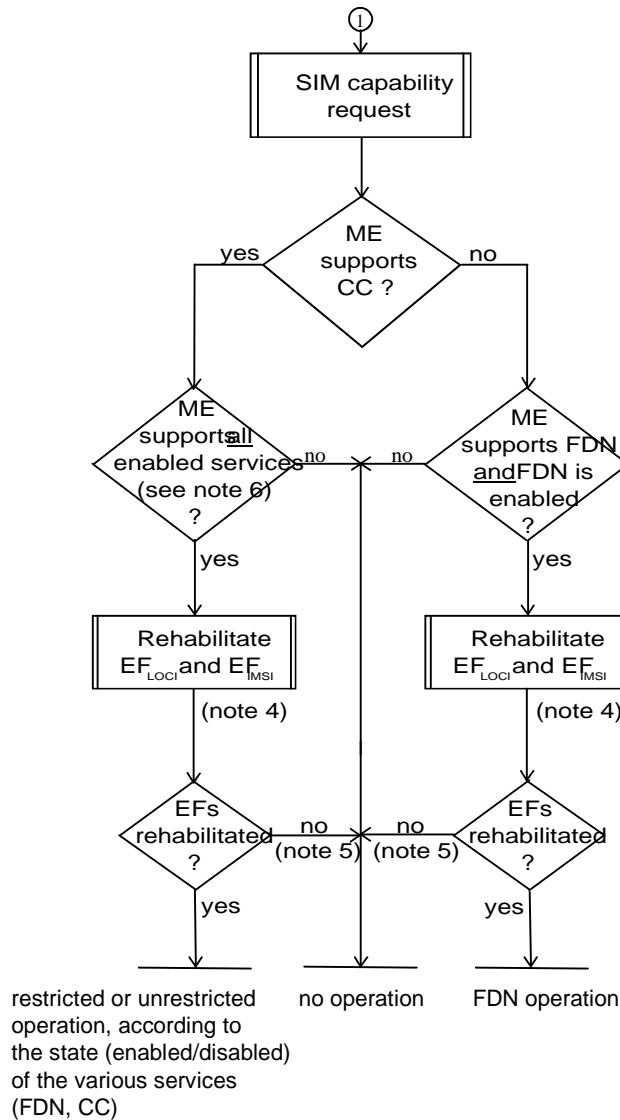 1
SIM capability
request
ME
supports
CC ?
yes
no
ME
supports all
enabled services
(see note 6)
?
no
no
ME
supports FDN
and FDN is
enabled
?
yes
yes
Rehabilitate
EFLOCI and EFIMSI
Rehabilitate
EFLOCI and EFIMSI
(note 4)
(note 4)
EFs
rehabilitated
?
no
(note 5)
no
(note 5)
EFs
rehabilitated
?
yes
yes
restricted or unrestricted
operation, according to
the state (enabled/disabled)
of the various services
(FDN, CC)
no operation
FDN operation